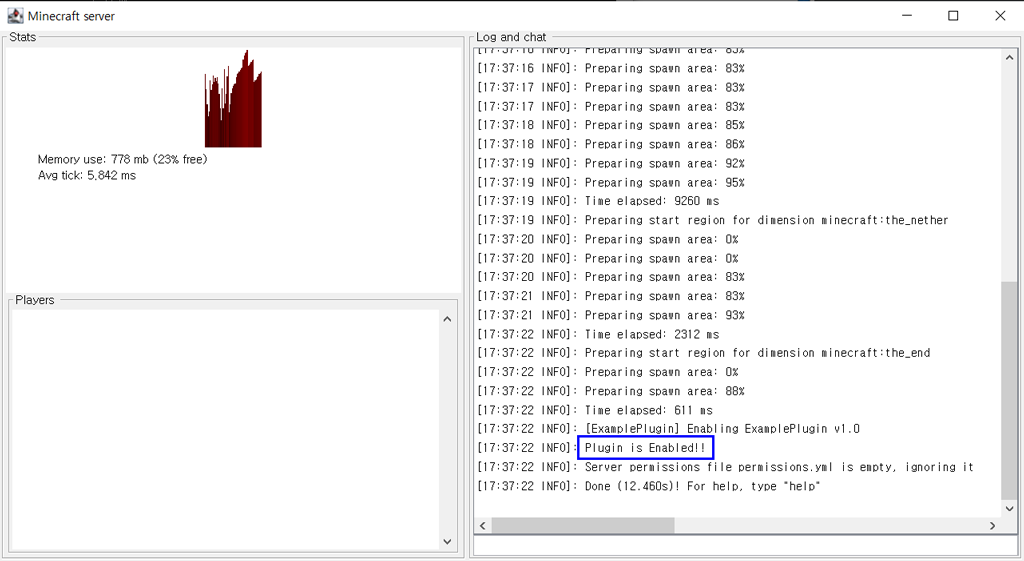 Minecraft server
Stats
Memory use: 778 mb (23% free)
Avg tick: 5,842 ms
Players
Log and chat
[17:37:16 INFO]: Preparing spawn area: 83%
[17:37:16 INFO]: Preparing spawn area: 83%
[17:37:17 INFO]: Preparing spawn area: 83%
[17:37:17 INFO]: Preparing spawn area: 83%
[17:37:18 INFO]: Preparing spawn area: 85%
[17:37:18 INFO]: Preparing spawn area: 86%
[17:37:19 INFO]: Preparing spawn area: 92%
[17:37:19 INFO]: Preparing spawn area: 95%
[17:37:19 INFO]: Time elapsed: 9260 ms
[17:37:19 INFO]: Preparing start region for dimension minecraft:the_nether
[17:37:20 INFO]: Preparing spawn area: 0%
[17:37:20 INFO]: Preparing spawn area: 0%
[17:37:20 INFO]: Preparing spawn area: 83%
[17:37:21 INFO]: Preparing spawn area: 83%
[17:37:21 INFO]: Preparing spawn area: 93%
[17:37:22 INFO]: Time elapsed: 2312 ms
[17:37:22 INFO]: Preparing start region for dimension minecraft:the_end
[17:37:22 INFO]: Preparing spawn area: 0%
[17:37:22 INFO]: Preparing spawn area: 88%
[17:37:22 INFO]: Time elapsed: 611 ms
[17:37:22 INFO]: [ExamplePlugin] Enabling ExamplePlugin v1.0
[17:37:22 INFO]: Plugin is Enabled!!
[17:37:22 INFO]: Server permissions file permissions.yml is empty, ignoring it
[17:37:22 INFO]: Done (12.460s)! For help, type "help"